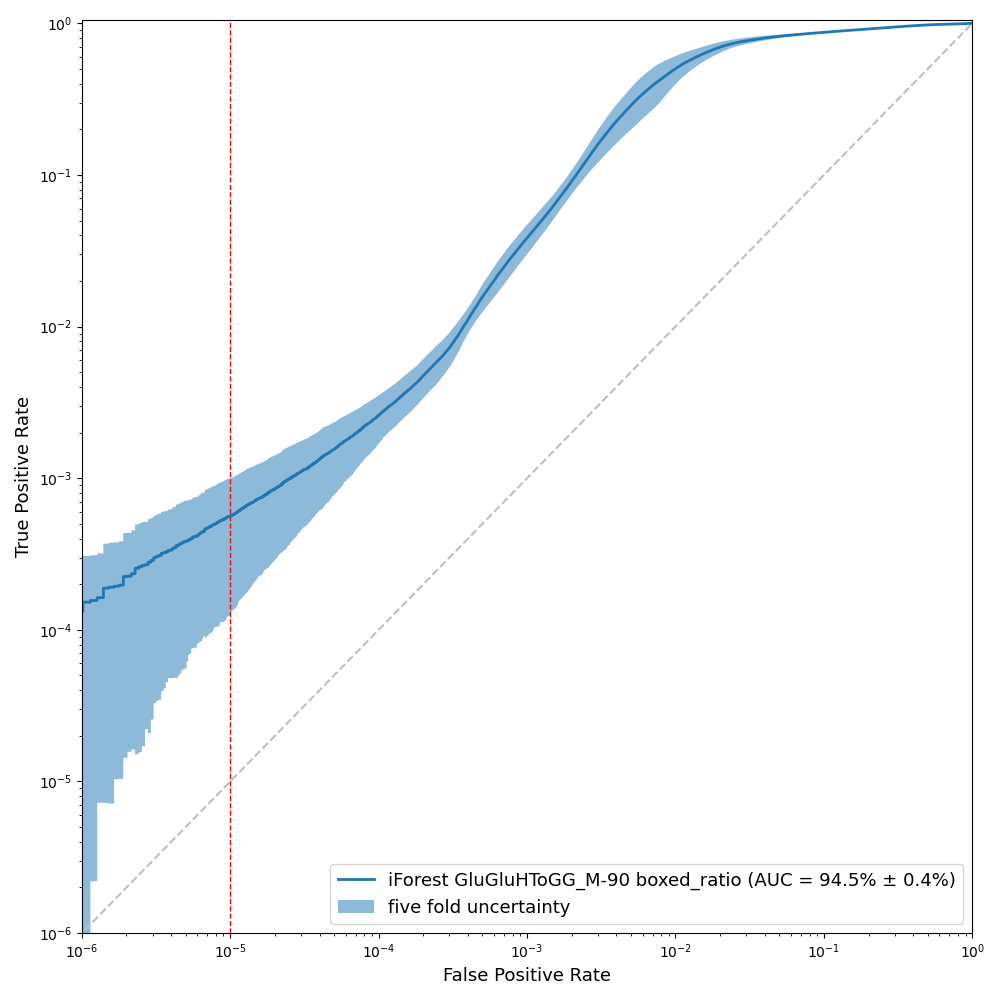 True Positive Rate
10⁰
10⁻¹
10⁻²
10⁻³
10⁻⁴
10⁻⁵
10⁻⁶
iForest GluGluHToGG_M-90 boxed_ratio (AUC = 94.5% ± 0.4%)
five fold uncertainty
10⁻⁶ 10⁻⁵ 10⁻⁴ 10⁻³ 10⁻² 10⁻¹ 10⁰
False Positive Rate